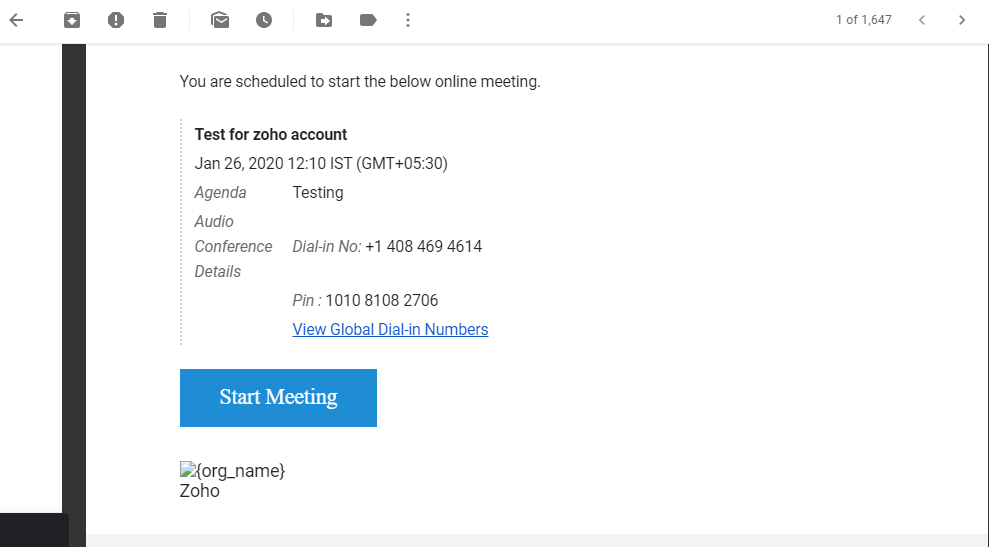 1 of 1,647
You are scheduled to start the below online meeting.
Test for zoho account
Jan 26, 2020 12:10 IST (GMT+05:30)
Agenda Testing
Audio
Conference Dial-in No: +1 408 469 4614
Details
Pin : 1010 8108 2706
View Global Dial-in Numbers
Start Meeting
{org_name}
Zoho